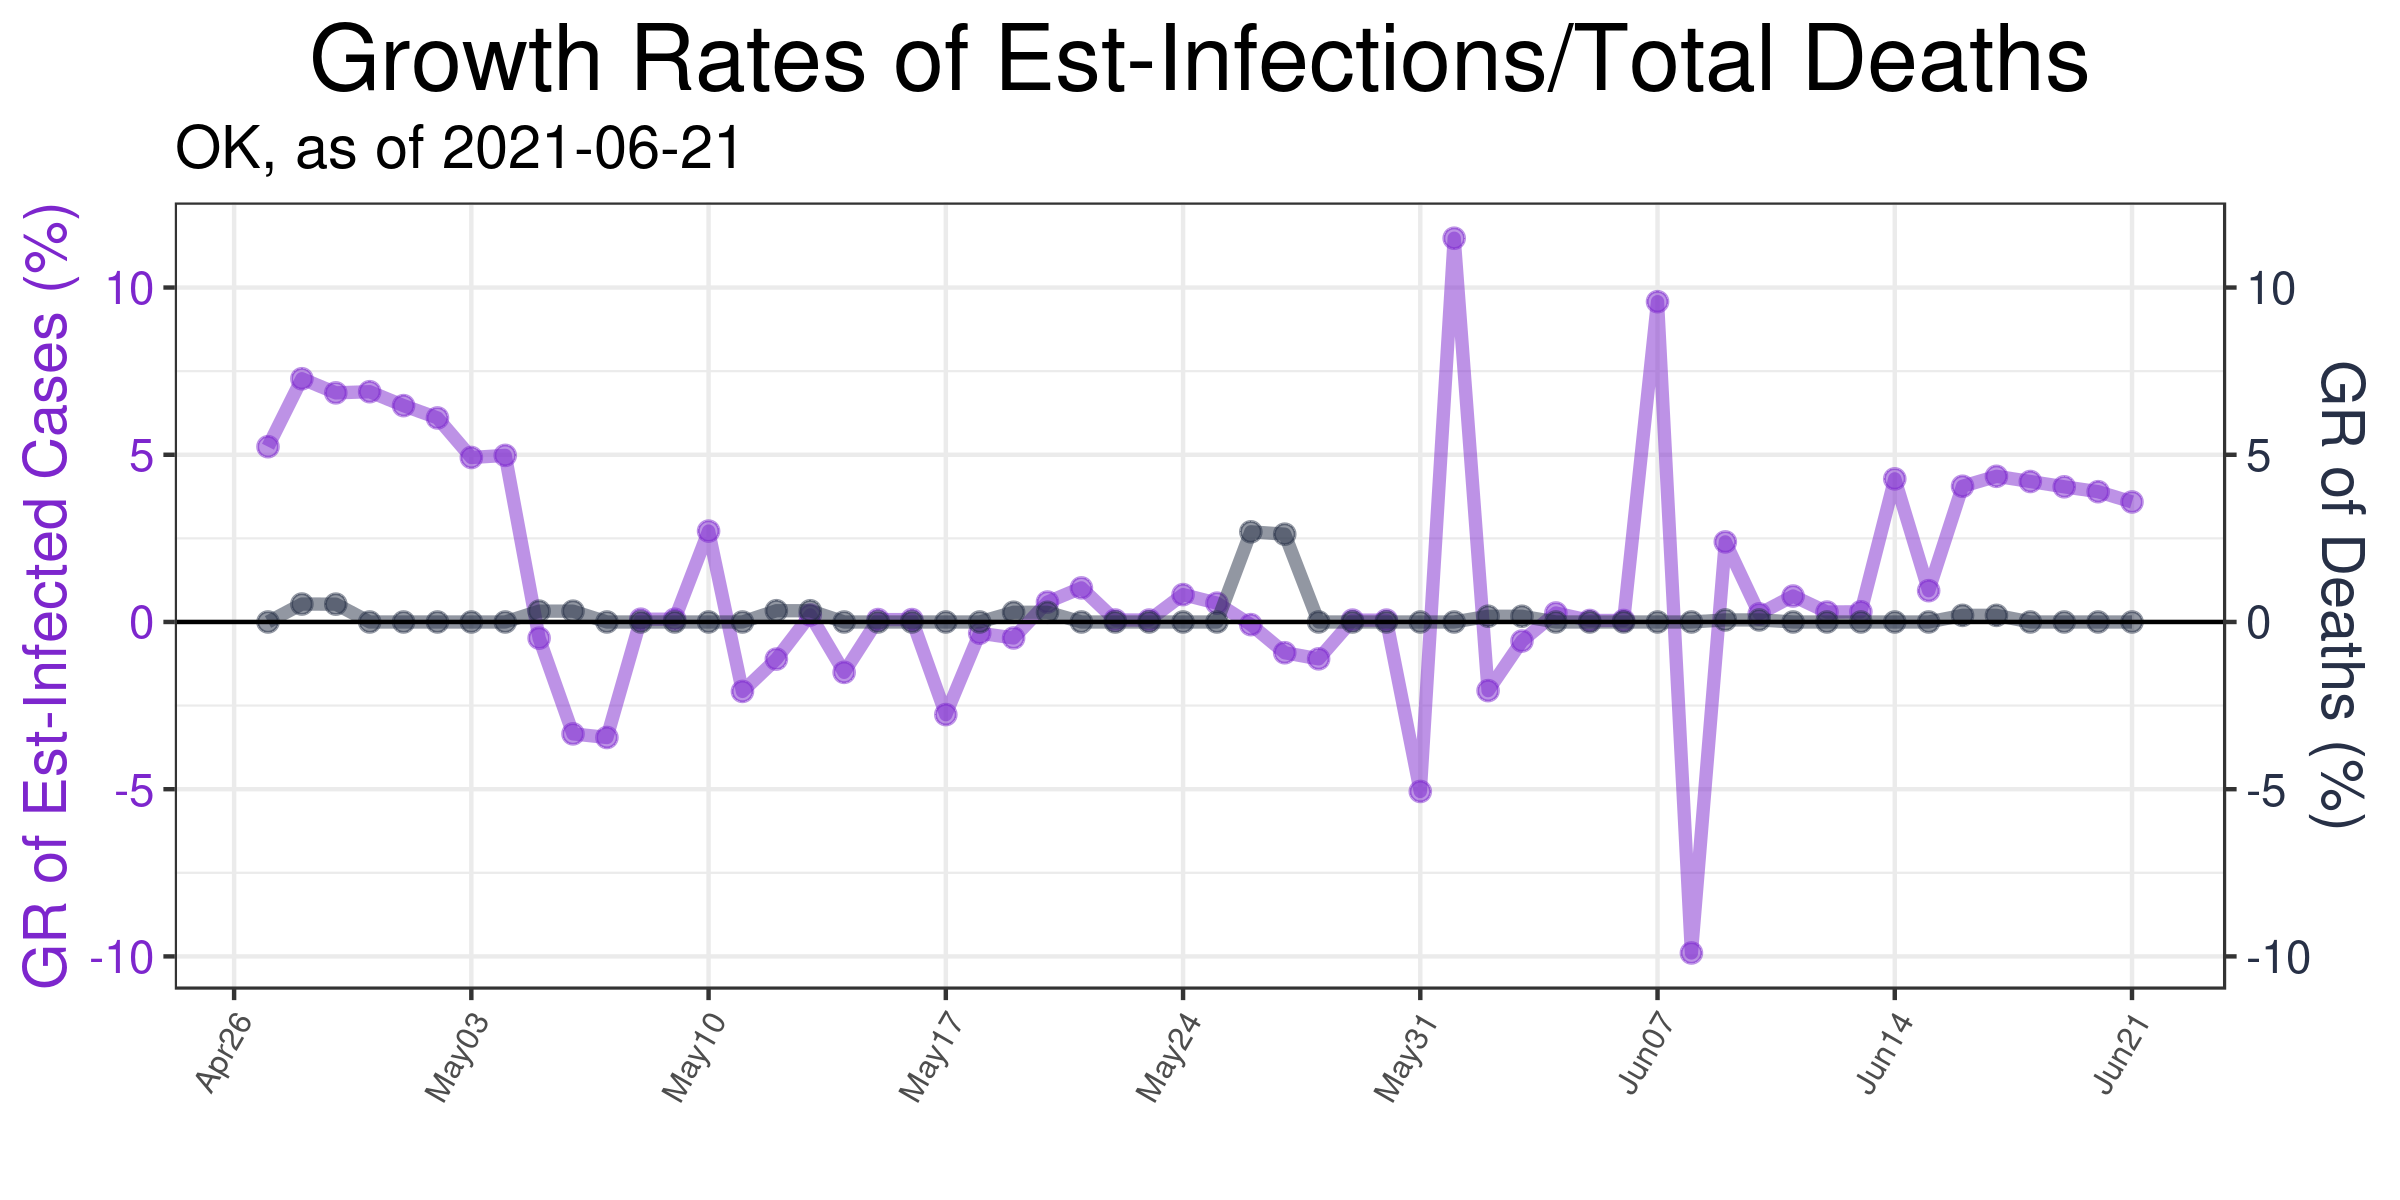 Growth Rates of Est-Infections/Total Deaths
OK, as of 2021-06-21
GR of Est-Infected Cases (%)
10
5
0
-5
-10
10
5
0
-5
-10
GR of Deaths (%)
Apr26
May03
May10
May17
May24
May31
Jun07
Jun14
Jun21